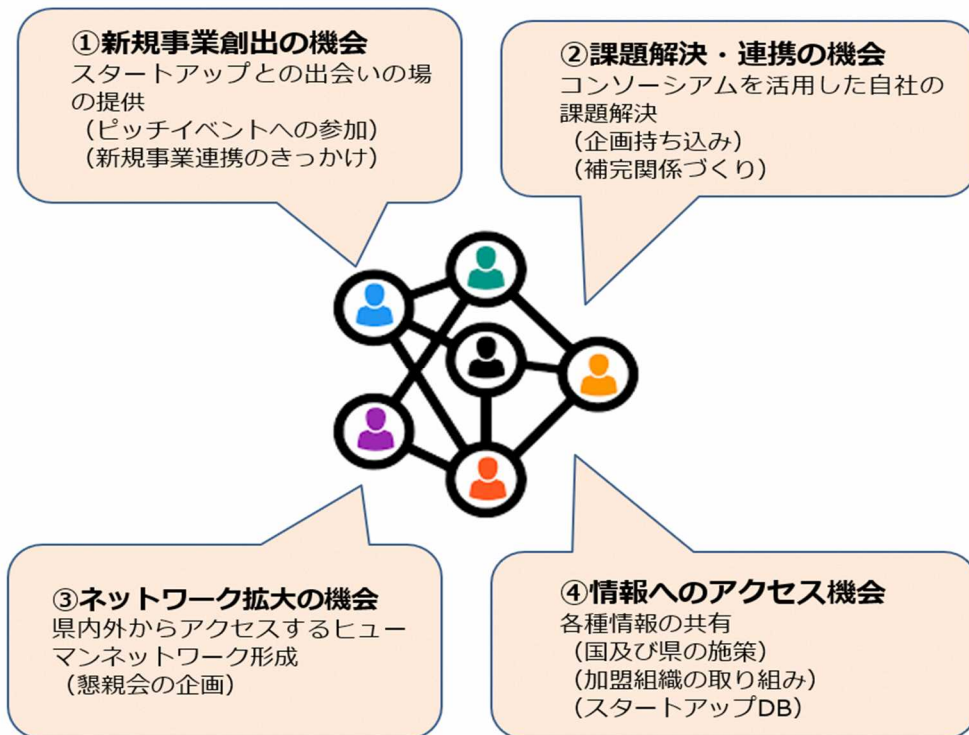 ①新規事業創出の機会
スタートアップとの出会いの場
の提供
（ピッチイベントへの参加）
（新規事業連携のきっかけ）
②課題解決・連携の機会
コンソーシアムを活用した自社の
課題解決
（企画持ち込み）
（補完関係づくり）
③ネットワーク拡大の機会
県内外からアクセスするヒュー
マンネットワーク形成
（懇親会の企画）
④情報へのアクセス機会
各種情報の共有
（国及び県の施策）
（加盟組織の取り組み）
（スタートアップDB）